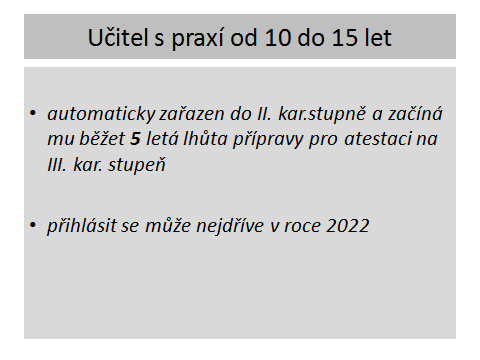 Učitel s praxí od 10 do 15 let
• automaticky zařazen do II. kar.stupně a začíná
mu běžet 5 letá lhůta přípravy pro atestaci na
III. kar. stupeň
• přihlásit se může nejdříve v roce 2022